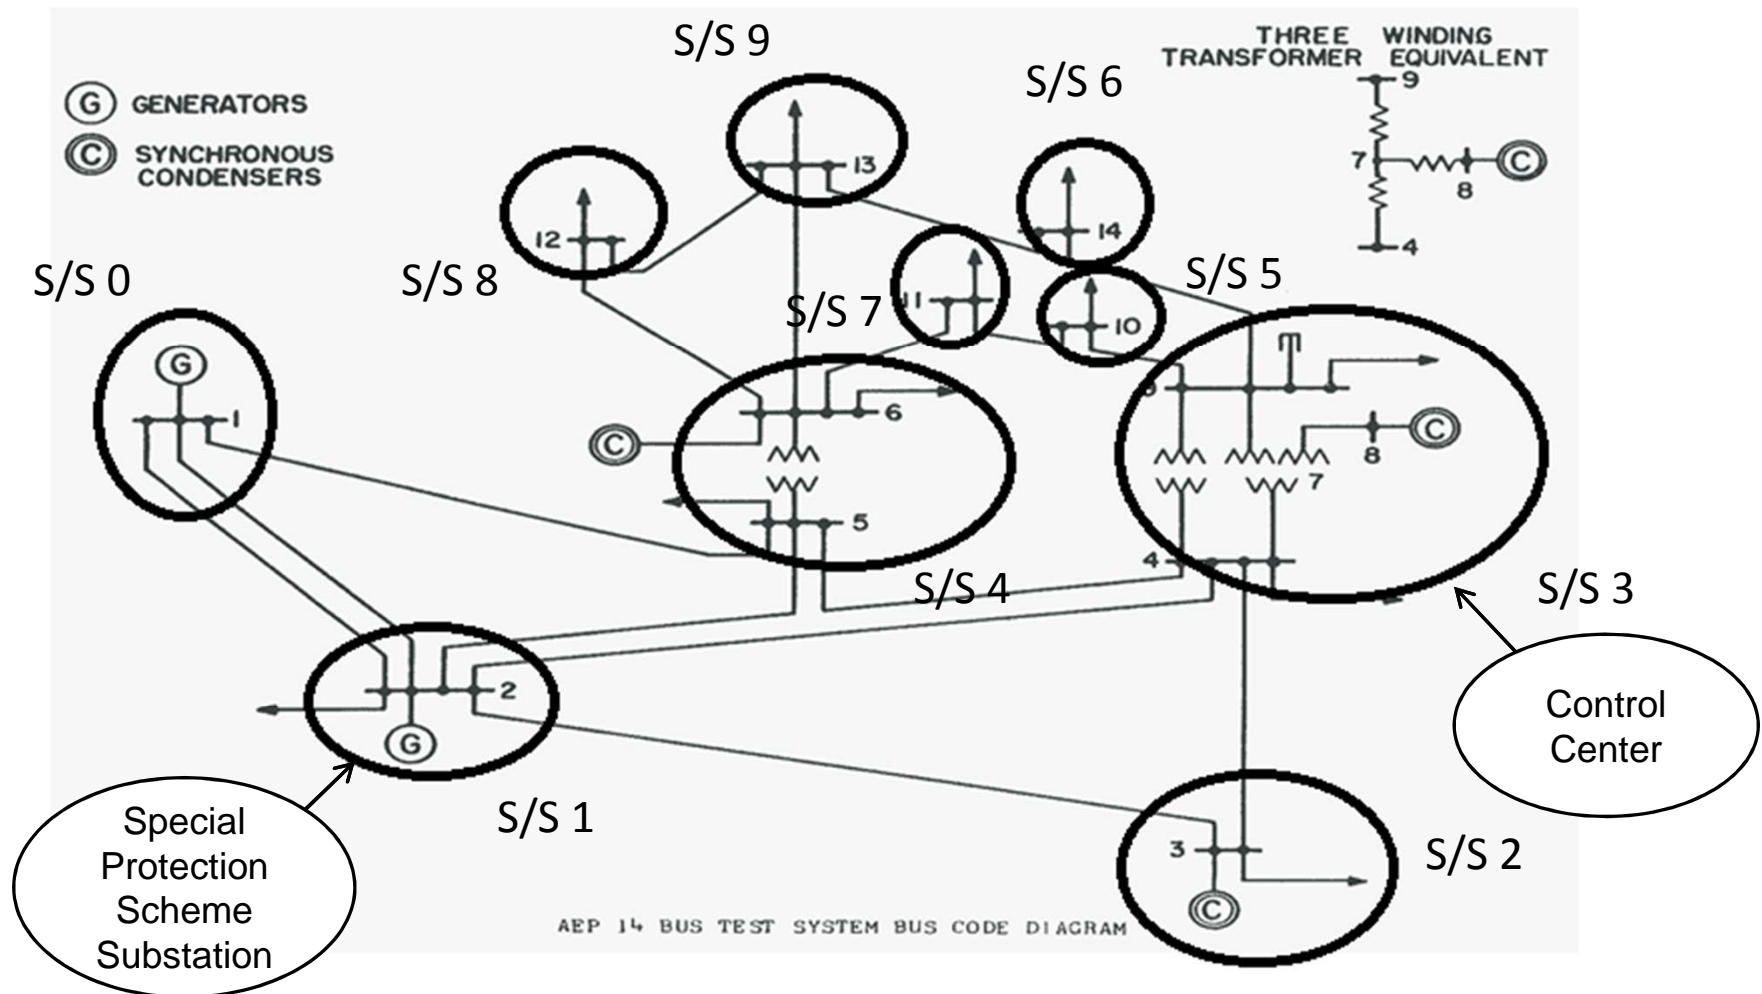 S/S 9
THREE WINDING
TRANSFORMER EQUIVALENT
S/S 6
9
G GENERATORS
C SYNCHRONOUS
CONDENSERS
13
7
C
8
12
14
4
S/S 0
S/S 8
S/S 5
S/S 7
11
10
G
9
1
6
C
C
8
7
5
4
S/S 4
S/S 3
2
G
Control
Center
S/S 1
Special
Protection
Scheme
Substation
3
S/S 2
C
AEP 14 BUS TEST SYSTEM BUS CODE DIAGRAM